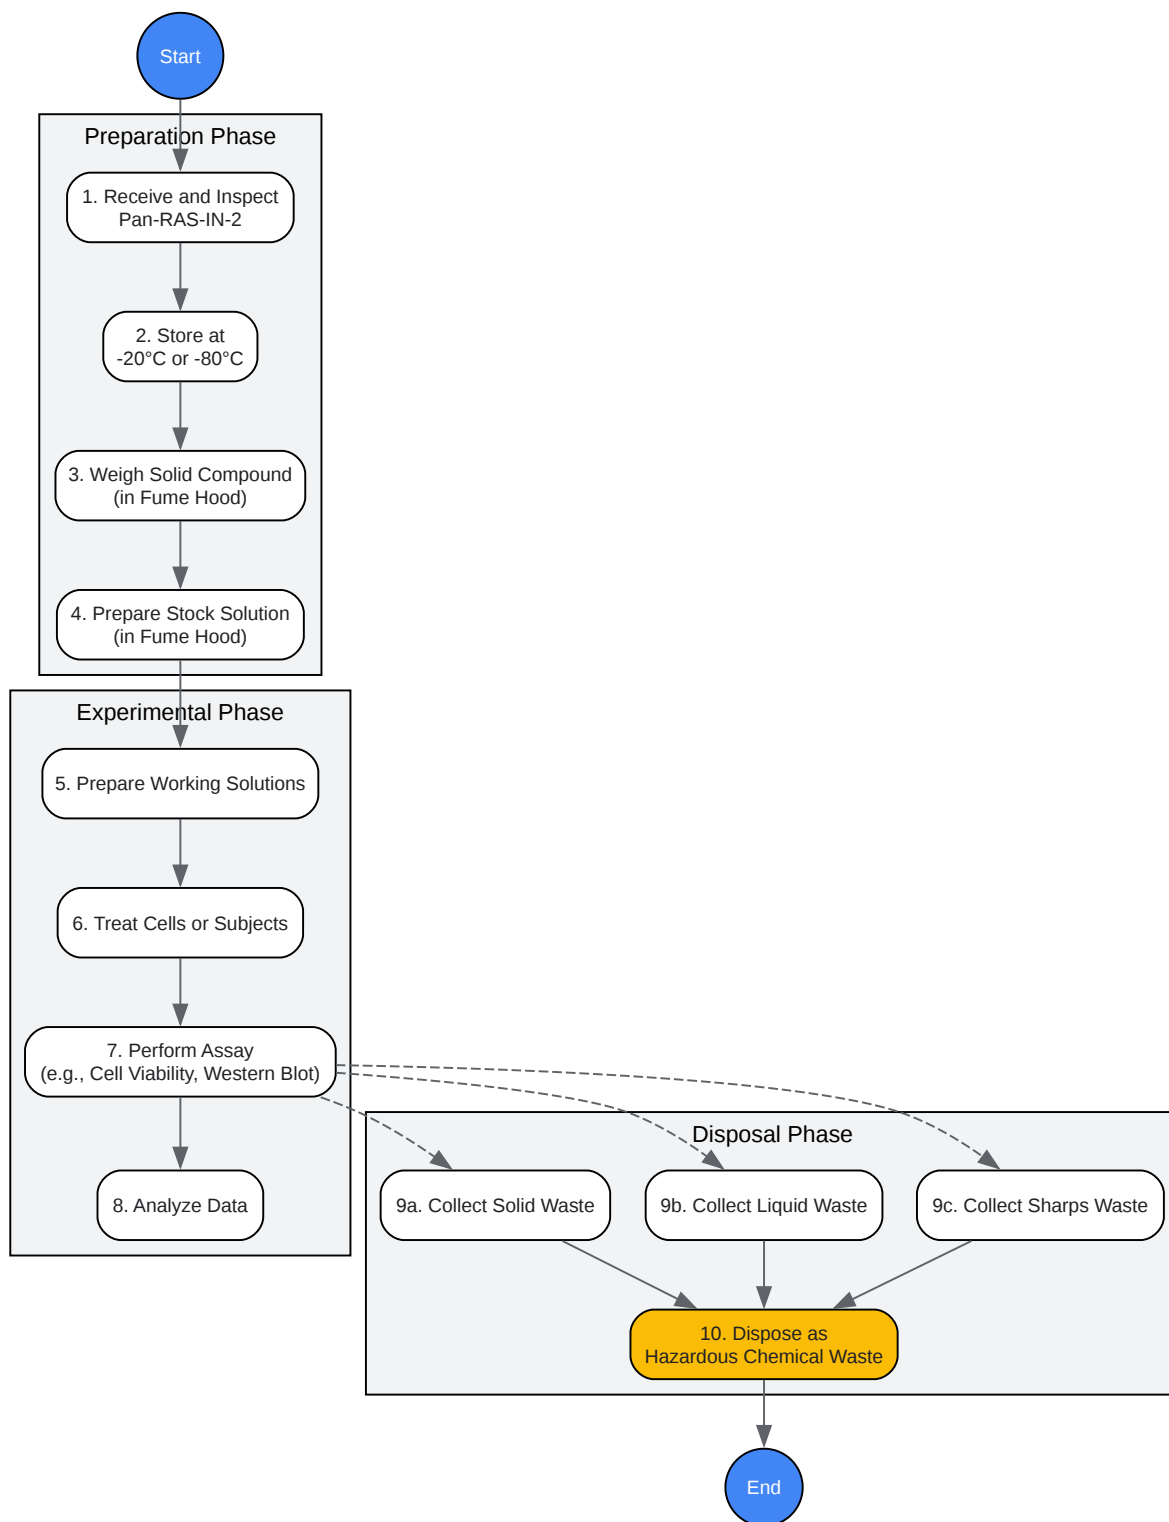 Start
Preparation Phase
1. Receive and Inspect
Pan-RAS-IN-2
2. Store at
-20°C or -80°C
3. Weigh Solid Compound
(in Fume Hood)
4. Prepare Stock Solution
(in Fume Hood)
Experimental Phase
5. Prepare Working Solutions
6. Treat Cells or Subjects
7. Perform Assay
(e.g., Cell Viability, Western Blot)
8. Analyze Data
Disposal Phase
9a. Collect Solid Waste
9b. Collect Liquid Waste
9c. Collect Sharps Waste
10. Dispose as
Hazardous Chemical Waste
End